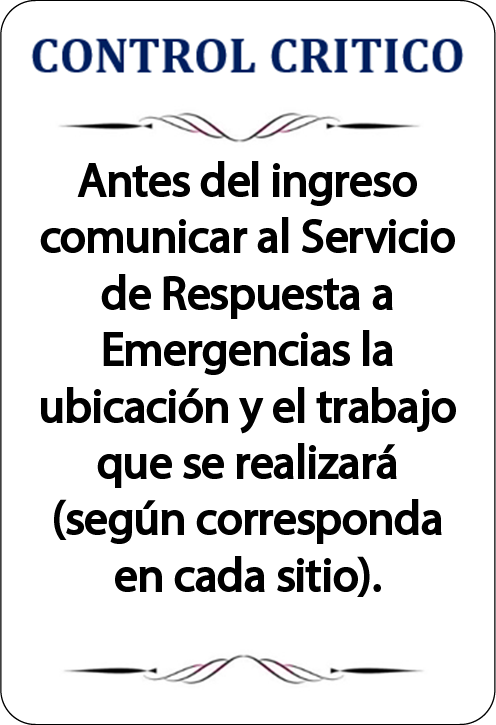 CONTROL CRITICO
Antes del ingreso
comunicar al Servicio
de Respuesta a
Emergencias la
ubicación y el trabajo
que se realizará
(según corresponda
en cada sitio).